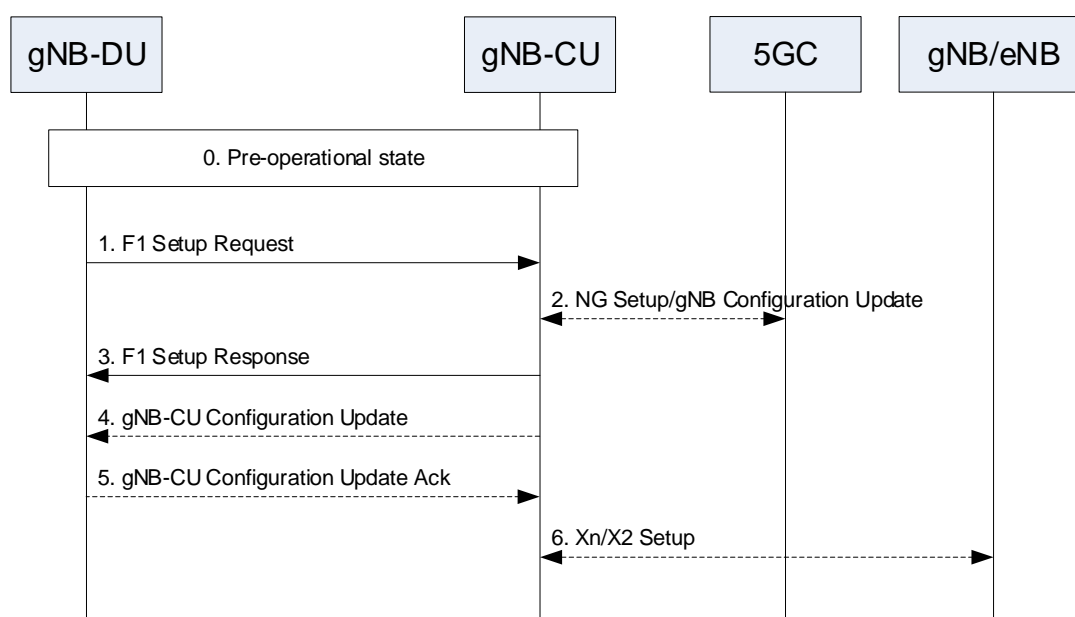 gNB-DU
gNB-CU
5GC
gNB/eNB
0. Pre-operational state
1. F1 Setup Request
2. NG Setup/gNB Configuration Update
3. F1 Setup Response
4. gNB-CU Configuration Update
5. gNB-CU Configuration Update Ack
6. Xn/X2 Setup